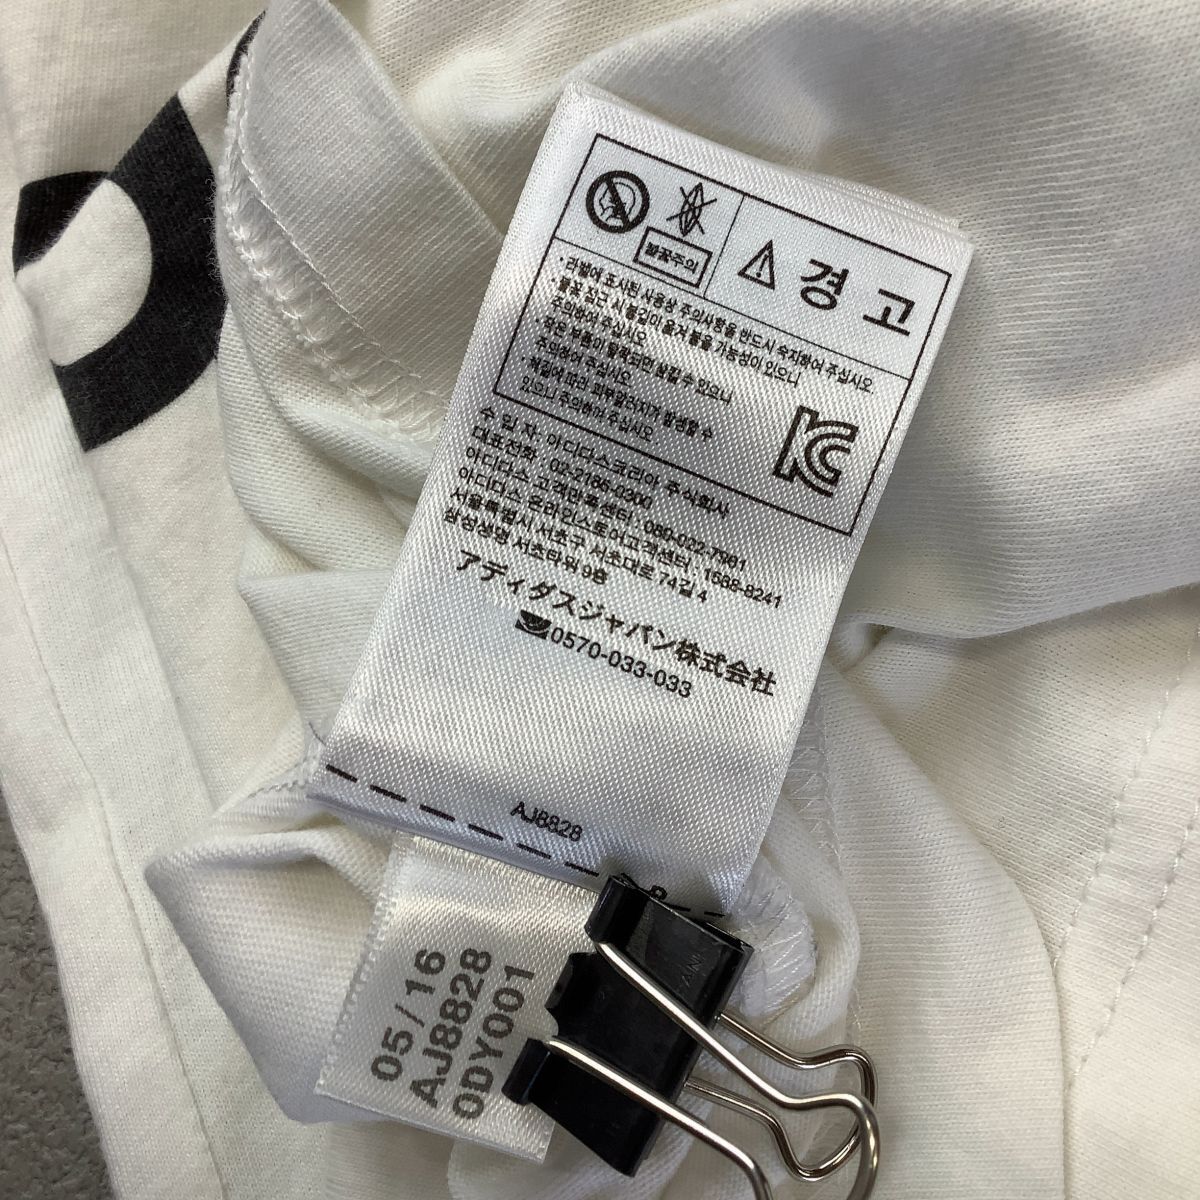 불꽃주의
경고
· 라벨에 표시된 사용상 주의사항을 반드시 숙지하여 주십시오.
· 불꽃 접근 시 불길이 옮겨 붙을 가능성이 있으니
주의하여 주십시오
· 작은 부품이 탈락되면 삼킬 수 있으니
주의하여 주십시오.
· 체질에 따라 피부알러지가 발생할 수
있으니 주의하여 주십시오
수 입 자 : 아디다스코리아 주식회사
대표전화 : 02-2186-0300
아디다스 고객만족센터 : 080-022-7981
아디다스 온라인스토어고객센터 : 1588-8241
서울특별시 서초구 서초대로 74길 4
삼성생명 서초타워 9층
アディダスジャパン株式会社
0570-033-033
AJ8828
R
05/16
AJ8828
0DY001